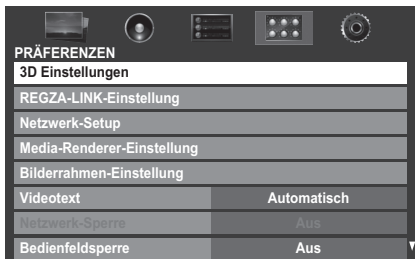 PRÄFERENZEN
3D Einstellungen
REGZA-LINK-Einstellung
Netzwerk-Setup
Media-Renderer-Einstellung
Bilderrahmen-Einstellung
Videotext Automatisch
Netzwerk-Sperre Aus
Bedienfeldsperre Aus